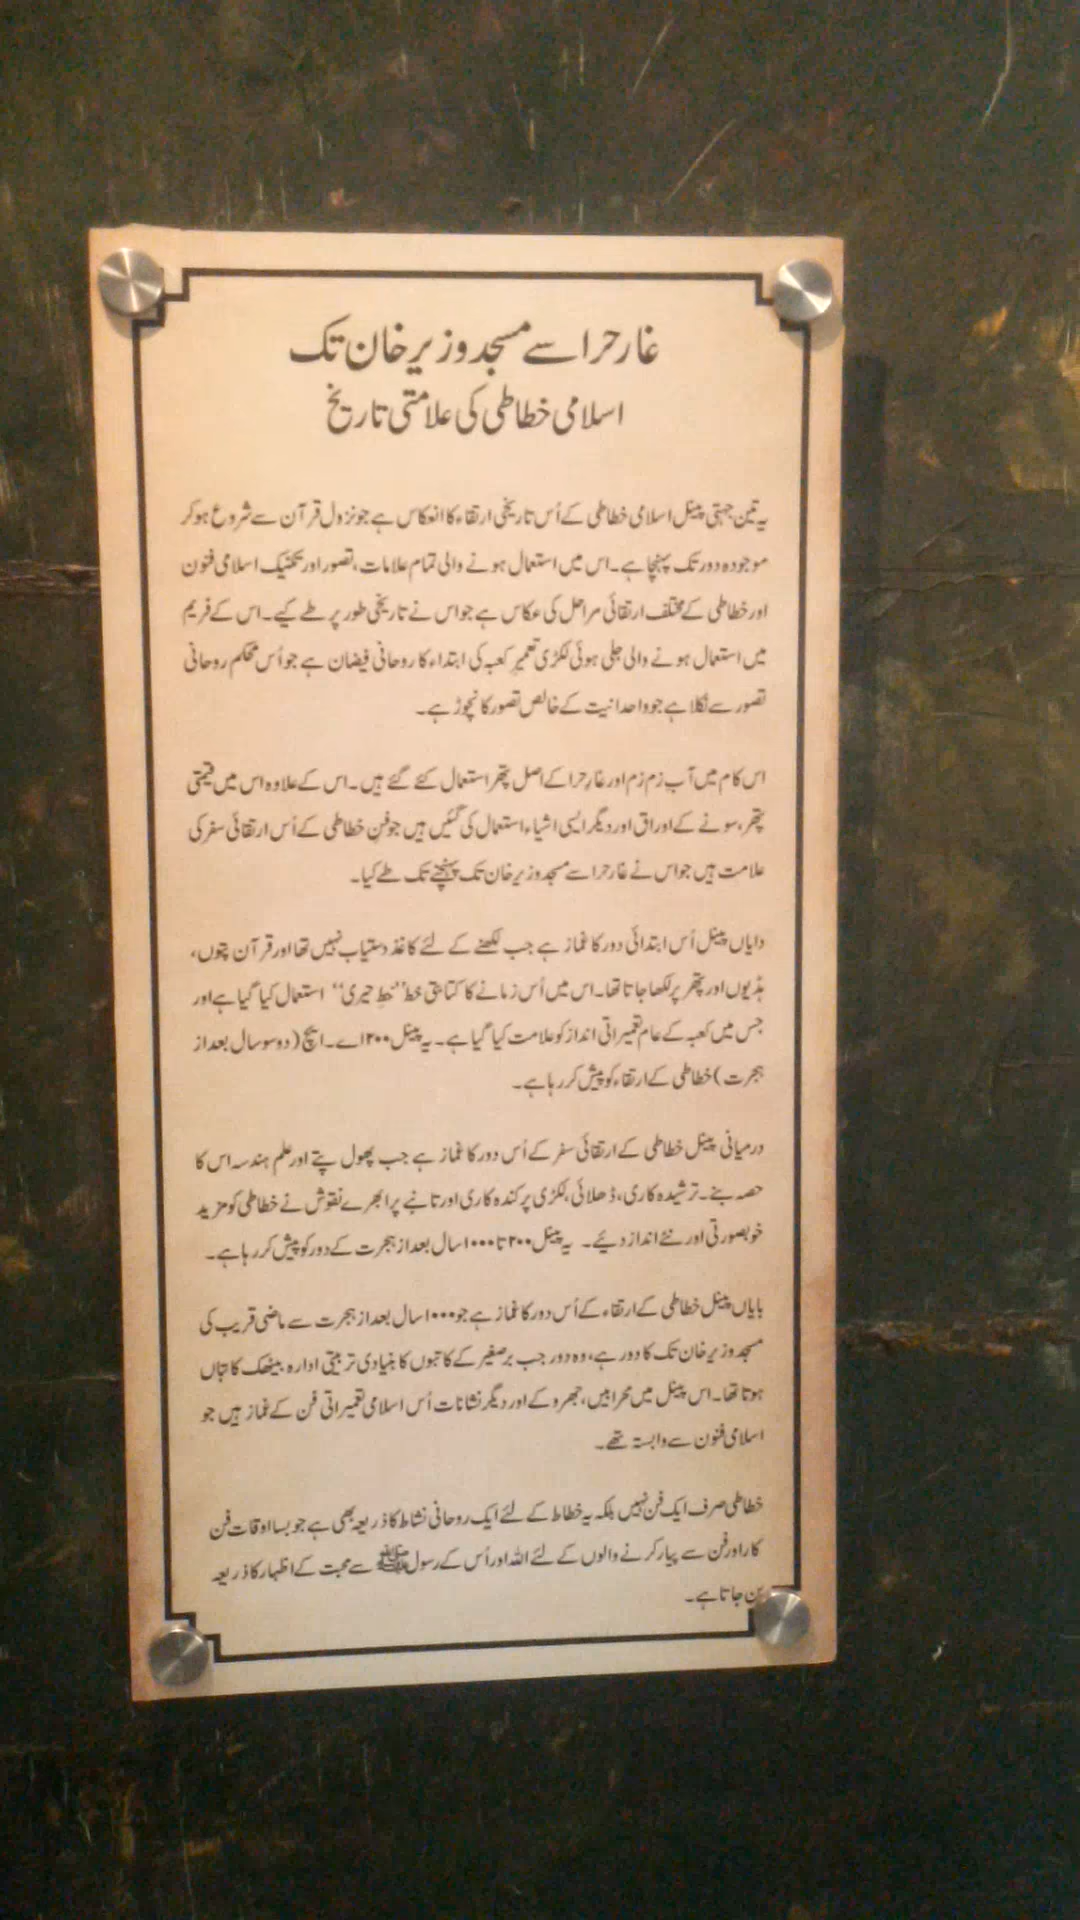 غارحرا سے مسجد وزیر خان تک
اسلامی خطاطی کی علامتی تاریخ
یہ تین جہتی پینل اسلامی خطاطی کے اُس تاریخی ارتقاء کا انعکاس ہے جو نزول قرآن سے شروع ہو کر
موجودہ دور تک پہنچا ہے۔ اس میں استعمال ہونے والی تمام علامات، تصور اور تکنیک اسلامی فنون
اور خطاطی کے مختلف ارتقائی مراحل کی عکاس ہے جو اس نے تاریخی طور پر طے کیے۔ اس کے فریم
میں استعمال ہونے والی جلی ہوئی لکڑی تعمیرِ کعبہ کی ابتداء کا روحانی فیضان ہے جو اُس محکم روحانی
تصور سے نکلا ہے جو واحدانیت کے خالص تصور کا نچوڑ ہے۔
اس کام میں آب زم زم اور غارِحرا کے اصل پتھر استعمال کئے گئے ہیں۔ اس کے علاوہ اس میں قیمتی
پتھر، سونے کے اوراق اور دیگر ایسی اشیاء استعمال کی گئیں ہیں جو فنِ خطاطی کے اُس ارتقائی سفر کی
علامت ہیں جو اس نے غارحرا سے مسجد وزیر خان تک پہنچنے تک طے کیا۔
دایاں پینل اُس ابتدائی دور کا غماز ہے جب لکھنے کے لئے کاغذ دستیاب نہیں تھا اور قرآن پتوں،
ہڈیوں اور پتھر پر لکھا جاتا تھا۔ اس میں اُس زمانے کا کتابتی خط ”خطِ حیری“ استعمال کیا گیا ہے اور
جس میں کعبہ کے عام تعمیراتی انداز کو علامت کیا گیا ہے۔ یہ پینل ۲۰۰ اے۔ ایچ (دو سو سال بعد از
ہجرت) خطاطی کے ارتقاء کو پیش کر رہا ہے۔
درمیانی پینل خطاطی کے ارتقائی سفر کے اُس دور کا غماز ہے جب پھول پتے اور علم ہندسہ اس کا
حصہ بنے۔ ترشیدہ کاری، ڈھلائی، لکڑی پر کندہ کاری اور تانبے پر ابھرے نقوش نے خطاطی کو مزید
خوبصورتی اور نئے انداز دیئے۔ یہ پینل ۲۰۰ تا ۱۰۰۰ سال بعد از ہجرت کے دور کو پیش کر رہا ہے۔
بایاں پینل خطاطی کے ارتقاء کے اُس دور کا غماز ہے جو ۱۰۰۰ سال بعد از ہجرت سے ماضی قریب کی
مسجد وزیر خان تک کا دور ہے، وہ دور جب برصغیر کے کاتبوں کا بنیادی تربیتی ادارہ بیٹھک کاتباں
ہوتا تھا۔ اس پینل میں محرابیں، جھروکے اور دیگر نشانات اُس اسلامی تعمیراتی فن کے غماز ہیں جو
اسلامی فنون سے وابستہ تھے۔
خطاطی صرف ایک فن نہیں بلکہ یہ خطاط کے لئے ایک روحانی نشاط کا ذریعہ بھی ہے جو بسا اوقات فن
کار اور فن سے پیار کرنے والوں کے لئے اللہ اور اُس کے رسول ﷺ سے محبت کے اظہار کا ذریعہ
بن جاتا ہے۔